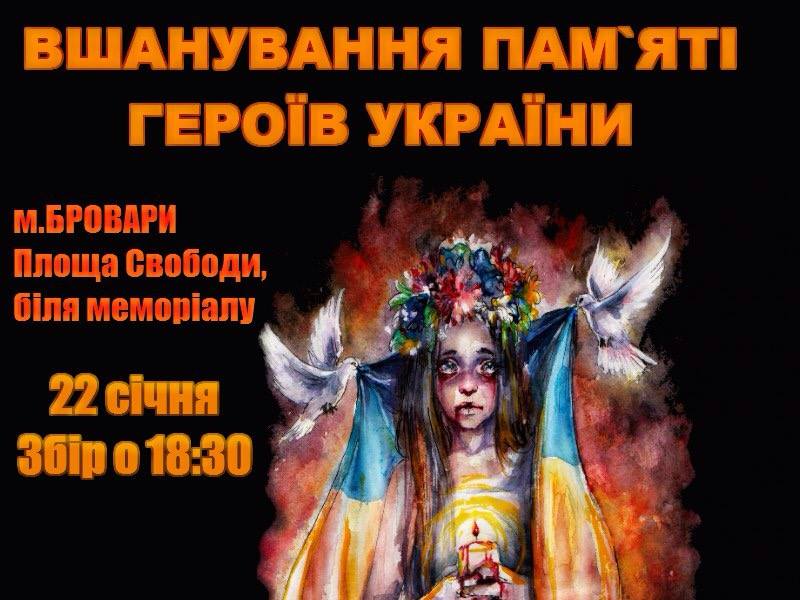 ВШАНУВАННЯ ПАМ`ЯТІ
ГЕРОЇВ УКРАЇНИ
м.БРОВАРИ
Площа Свободи,
біля меморіалу
22 січня
Збір о 18:30